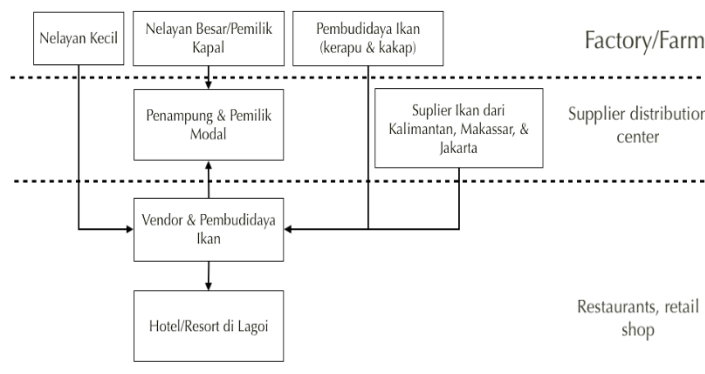 Nelayan Kecil
Nelayan Besar/Pemilik
Kapal
Pembudidaya Ikan
(kerapu & kakap)
Factory/Farm
Penampung & Pemilik
Modal
Suplier Ikan dari
Kalimantan, Makassar, &
Jakarta
Supplier distribution
center
Vendor & Pembudidaya
Ikan
Hotel/Resort di Lagoi
Restaurants, retail
shop